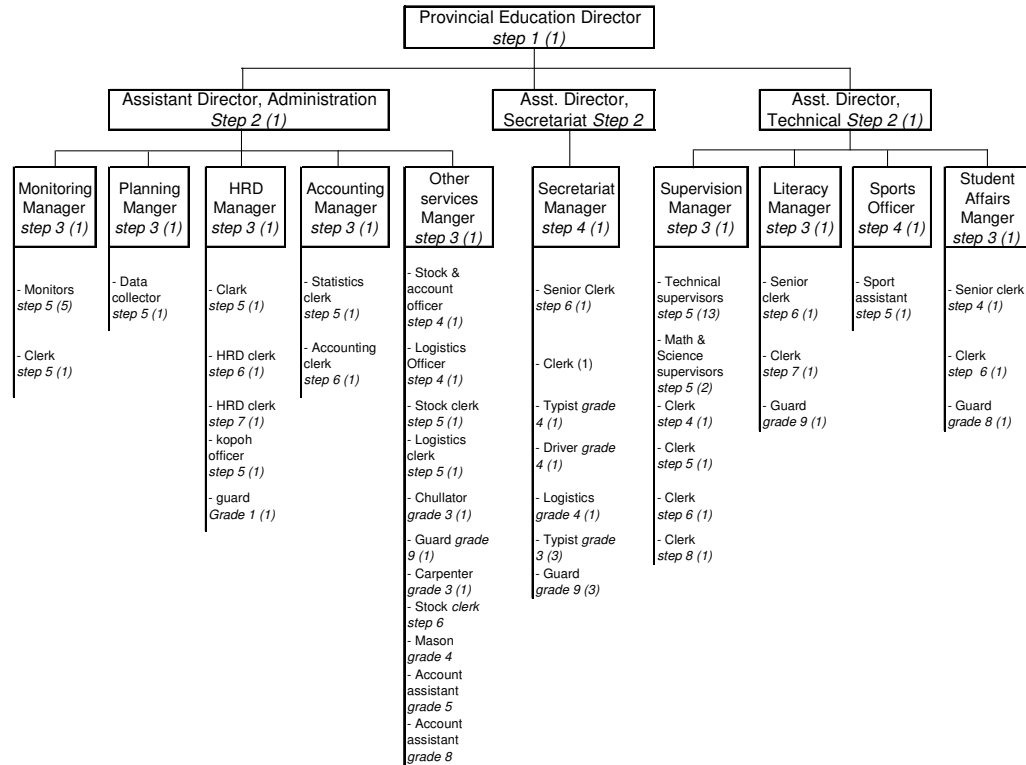 Provincial Education Director
step 1 (1)
Assistant Director, Administration
Step 2 (1)
Asst. Director,
Secretariat Step 2
Asst. Director,
Technical Step 2 (1)
Monitoring
Manager
step 3 (1)
Planning
Manger
step 3 (1)
HRD
Manager
step 3 (1)
Accounting
Manager
step 3 (1)
Other
services
Manger
step 3 (1)
Secretariat
Manager
step 4 (1)
Supervision
Manager
step 3 (1)
Literacy
Manager
step 3 (1)
Sports
Officer
step 4 (1)
Student
Affairs
Manger
step 3 (1)
- Monitors
step 5 (5)
- Clerk
step 5 (1)
- Data
collector
step 5 (1)
- Clark
step 5 (1)
- HRD clerk
step 6 (1)
- HRD clerk
step 7 (1)
- kopoh
officer
step 5 (1)
- guard
Grade 1 (1)
- Statistics
clerk
step 5 (1)
- Accounting
clerk
step 6 (1)
- Stock &
account
officer
step 4 (1)
- Logistics
Officer
step 4 (1)
- Stock clerk
step 5 (1)
- Logistics
clerk
step 5 (1)
- Chullator
grade 3 (1)
- Guard grade
9 (1)
- Carpenter
grade 3 (1)
- Stock clerk
step 6
- Mason
grade 4
- Account
assistant
grade 5
- Account
assistant
grade 8
- Senior Clerk
step 6 (1)
- Clerk (1)
- Typist grade
4 (1)
- Driver grade
4 (1)
- Logistics
grade 4 (1)
- Typist grade
3 (3)
- Guard
grade 9 (3)
- Technical
supervisors
step 5 (13)
- Math &
Science
supervisors
step 5 (2)
- Clerk
step 4 (1)
- Clerk
step 5 (1)
- Clerk
step 6 (1)
- Clerk
step 8 (1)
- Senior
clerk
step 6 (1)
- Clerk
step 7 (1)
- Guard
grade 9 (1)
- Sport
assistant
step 5 (1)
- Senior clerk
step 4 (1)
- Clerk
step 6 (1)
- Guard
grade 8 (1)